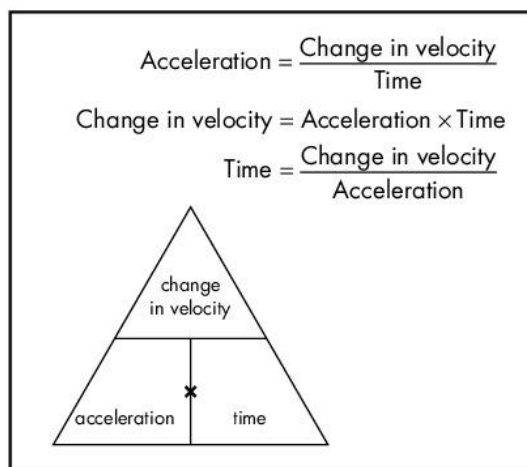 Acceleration = Change in velocity / Time
Change in velocity = Acceleration × Time
Time = Change in velocity / Acceleration
change
in velocity
×
acceleration time